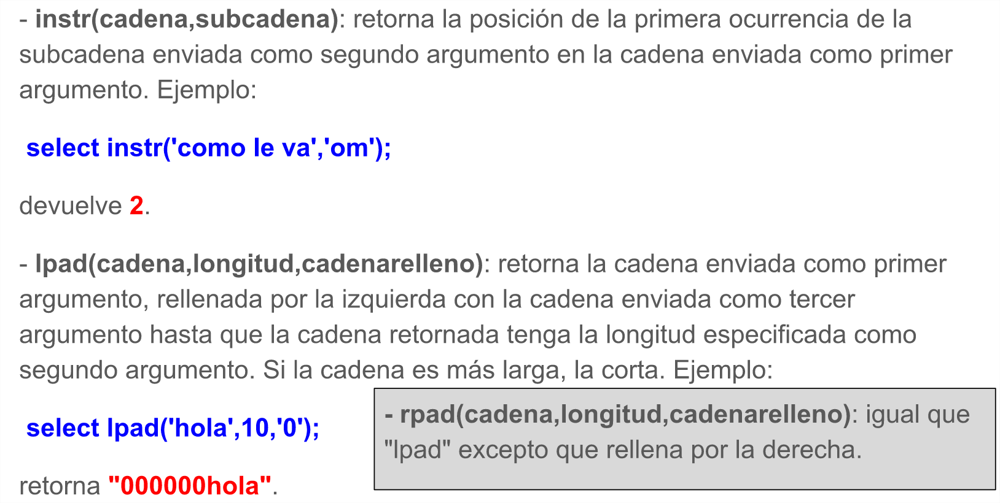 - instr(cadena,subcadena): retorna la posición de la primera ocurrencia de la
subcadena enviada como segundo argumento en la cadena enviada como primer
argumento. Ejemplo:
select instr('como le va','om');
devuelve 2.
- lpad(cadena,longitud,cadenarelleno): retorna la cadena enviada como primer
argumento, rellenada por la izquierda con la cadena enviada como tercer
argumento hasta que la cadena retornada tenga la longitud especificada como
segundo argumento. Si la cadena es más larga, la corta. Ejemplo:
select lpad('hola',10,'0');
retorna "000000hola".
- rpad(cadena,longitud,cadenarelleno): igual que
"lpad" excepto que rellena por la derecha.